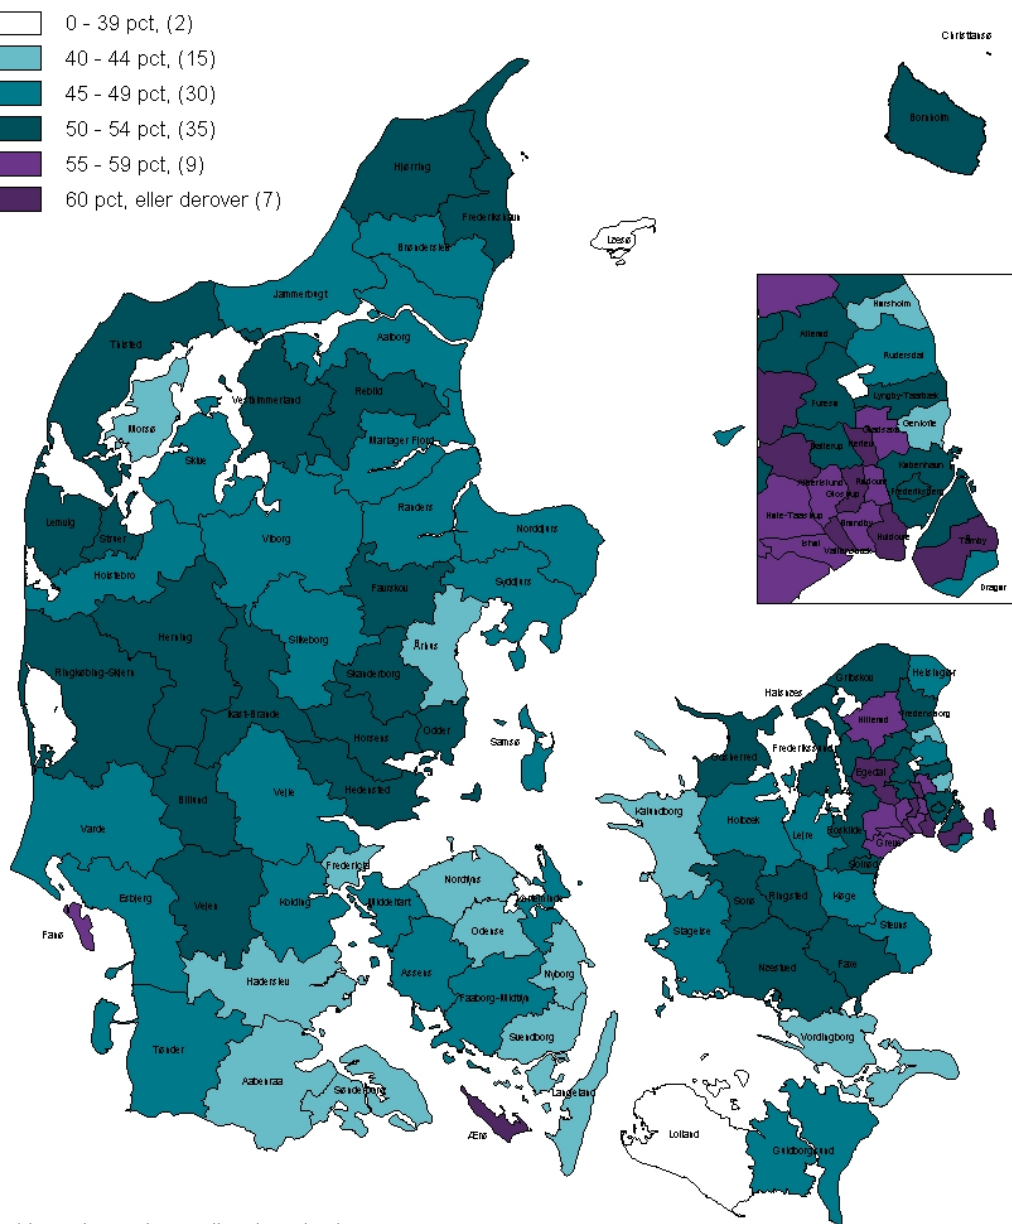 0 - 39 pct, (2)
40 - 44 pct, (15)
45 - 49 pct, (30)
50 - 54 pct, (35)
55 - 59 pct, (9)
60 pct, eller derover (7)
Christiansø
Bornholm
Hjørring
Frederikshavn
Læsø
Brønderslev
Jammerbugt
Aalborg
Thisted
Vesthimmerland
Rebild
Morsø
Mariager Fjord
Skive
Randers
Norddjurs
Lemvig
Struer
Viborg
Holstebro
Favrskov
Syddjurs
Herning
Silkeborg
Århus
Ringkøbing-Skjern
Skanderborg
Ikast-Brande
Horsens
Odder
Samsø
Billund
Vejle
Hedensted
Varde
Fredericia
Esbjerg
Vejen
Kolding
Middelfart
Nordfyns
Kerteminde
Fanø
Odense
Haderslev
Assens
Nyborg
Faaborg-Midtfyn
Tønder
Svendborg
Aabenraa
Sønderborg
Langeland
Ærø
Hørsholm
Allerød
Rudersdal
Furesø
Lyngby-Taarbæk
Gladsaxe
Gentofte
Ballerup
Herlev
København
Albertslund
Rødovre
Glostrup
Frederiksberg
Høje-Taastrup
Brøndby
Hvidovre
Tårnby
Ishøj
Vallensbæk
Dragør
Gribskov
Helsingør
Halsnæs
Hillerød
Fredensborg
Odsherred
Frederikssund
Egedal
Kalundborg
Holbæk
Lejre
Roskilde
Greve
Solrød
Sorø
Ringsted
Køge
Slagelse
Stevns
Næstved
Faxe
Vordingborg
Lolland
Guldborgsund